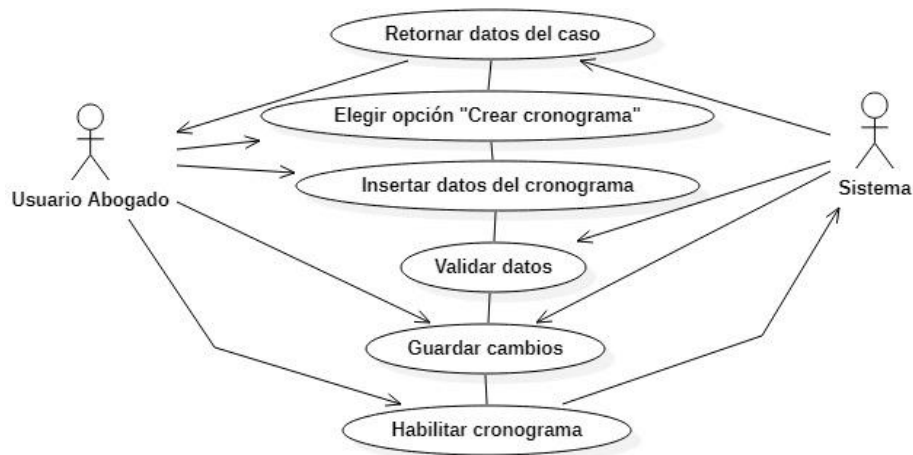 Retornar datos del caso
Elegir opción "Crear cronograma"
Insertar datos del cronograma
Usuario Abogado
Sistema
Validar datos
Guardar cambios
Habilitar cronograma